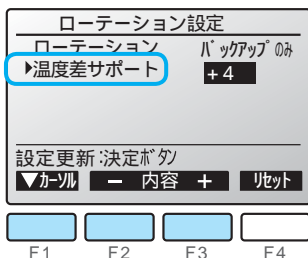 ローテーション設定
ローテーション バックアップのみ
▶温度差サポート +4
設定更新:決定ボタン
▼カーソル − 内容 + リセット
F1 F2 F3 F4